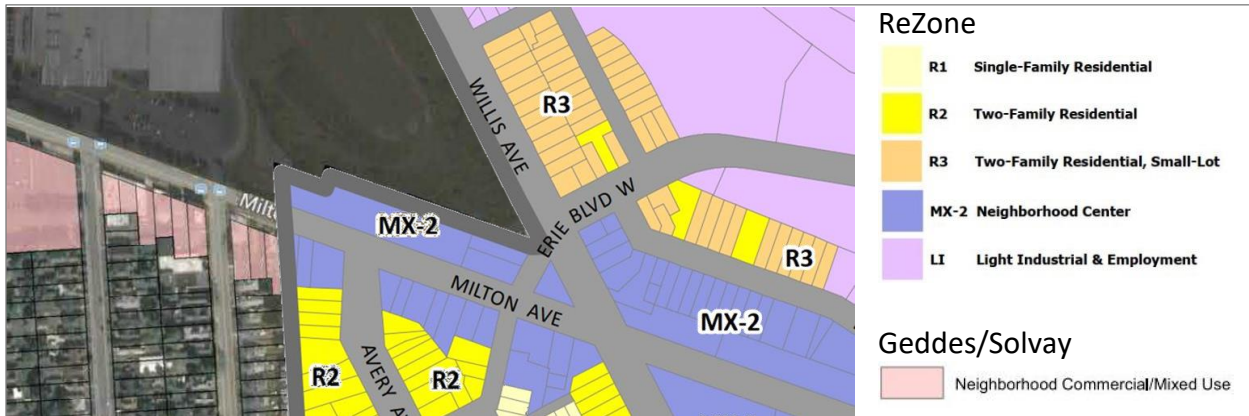 ReZone
R1 Single-Family Residential
R2 Two-Family Residential
R3 Two-Family Residential, Small-Lot
MX-2 Neighborhood Center
LI Light Industrial & Employment
Geddes/Solvay
Neighborhood Commercial/Mixed Use
R3
WILLIS AVE
ERIE BLVD W
Milto
MX-2
R3
MILTON AVE
MX-2
R2
AVERY AV
R2